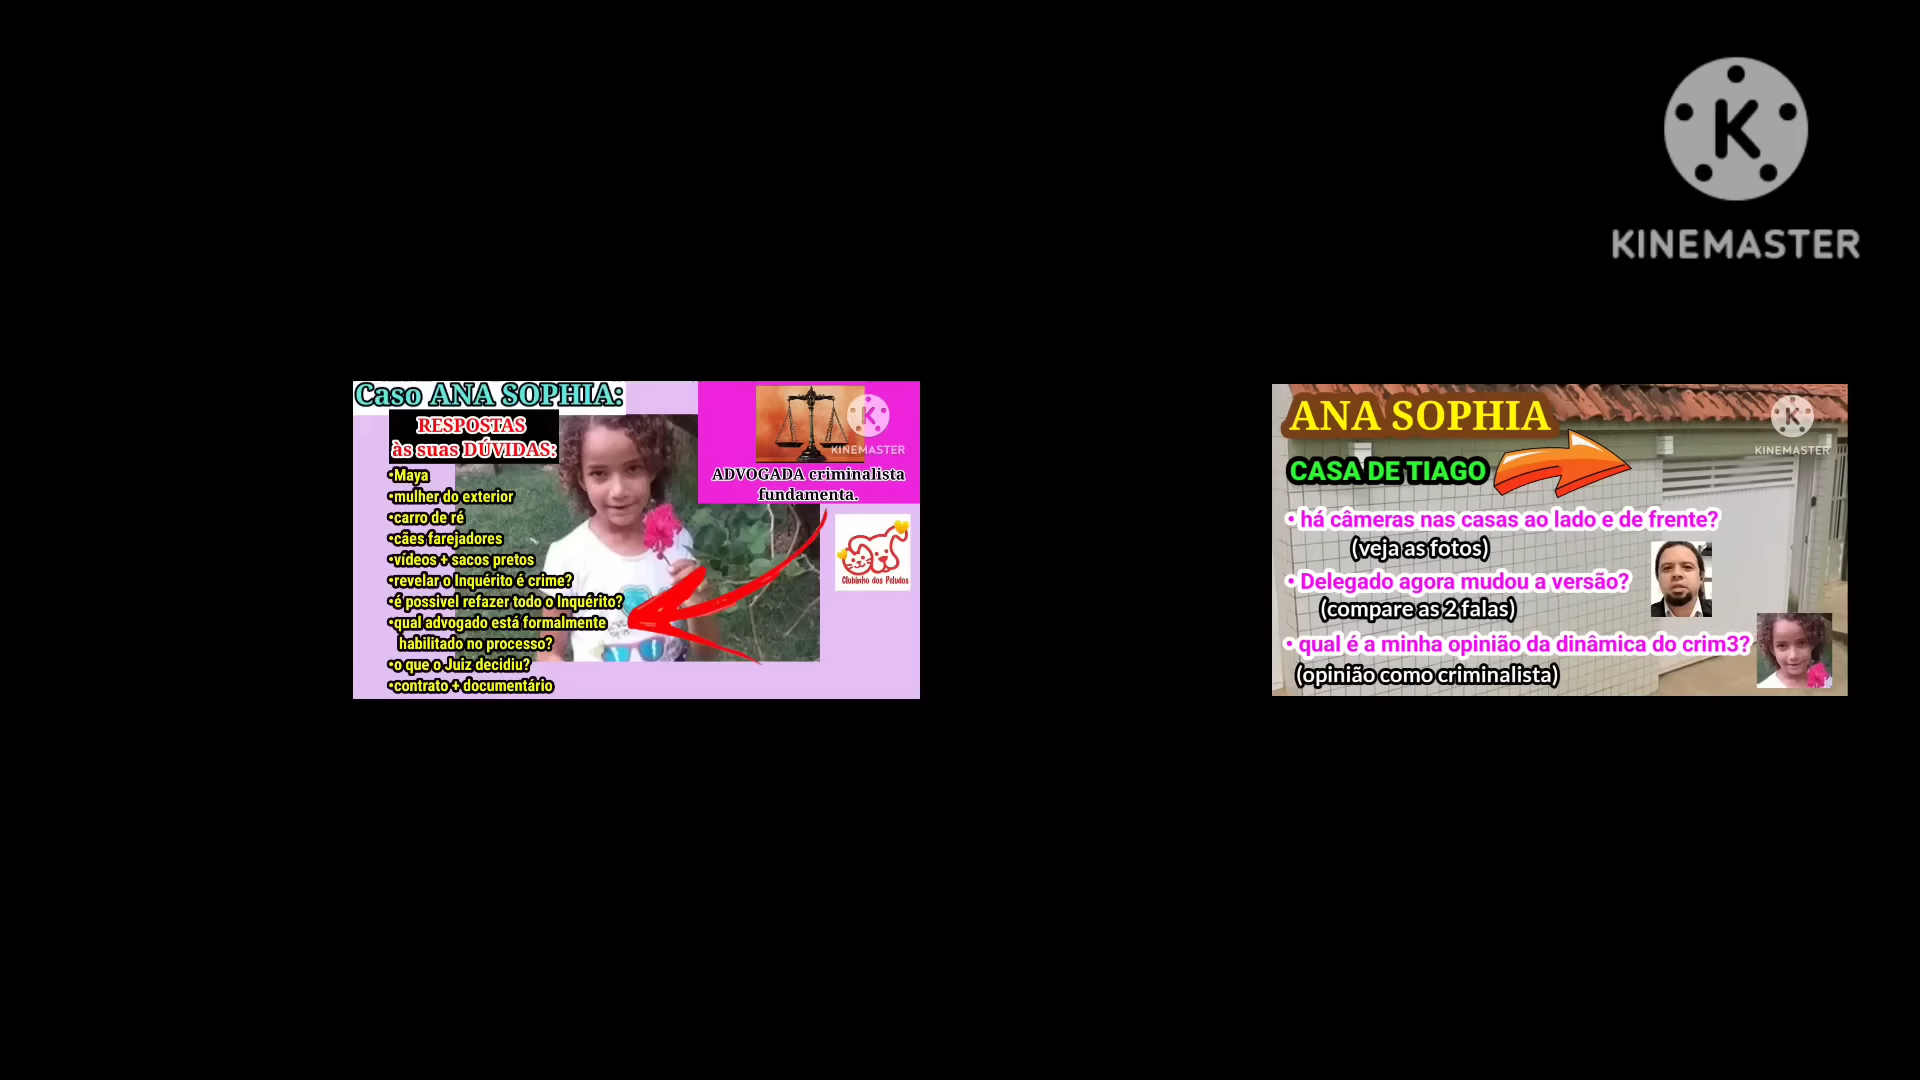 K
KINEMASTER
Caso ANA SOPHIA:
RESPOSTAS
às suas DÚVIDAS:
•Maya
•mulher do exterior
•carro de ré
•cães farejadores
•vídeos + sacos pretos
•revelar o Inquérito é crime?
•é possivel refazer todo o Inquérito?
•qual advogado está formalmente
habilitado no processo?
•o que o Juiz decidiu?
•contrato + documentário
K
KINEMASTER
ADVOGADA criminalista
fundamenta.
Clubinho dos Peludos
ANA SOPHIA
CASA DE TIAGO
• há câmeras nas casas ao lado e de frente?
(veja as fotos)
• Delegado agora mudou a versão?
(compare as 2 falas)
• qual é a minha opinião da dinâmica do crim3?
(opinião como criminalista)
K
KINEMASTER